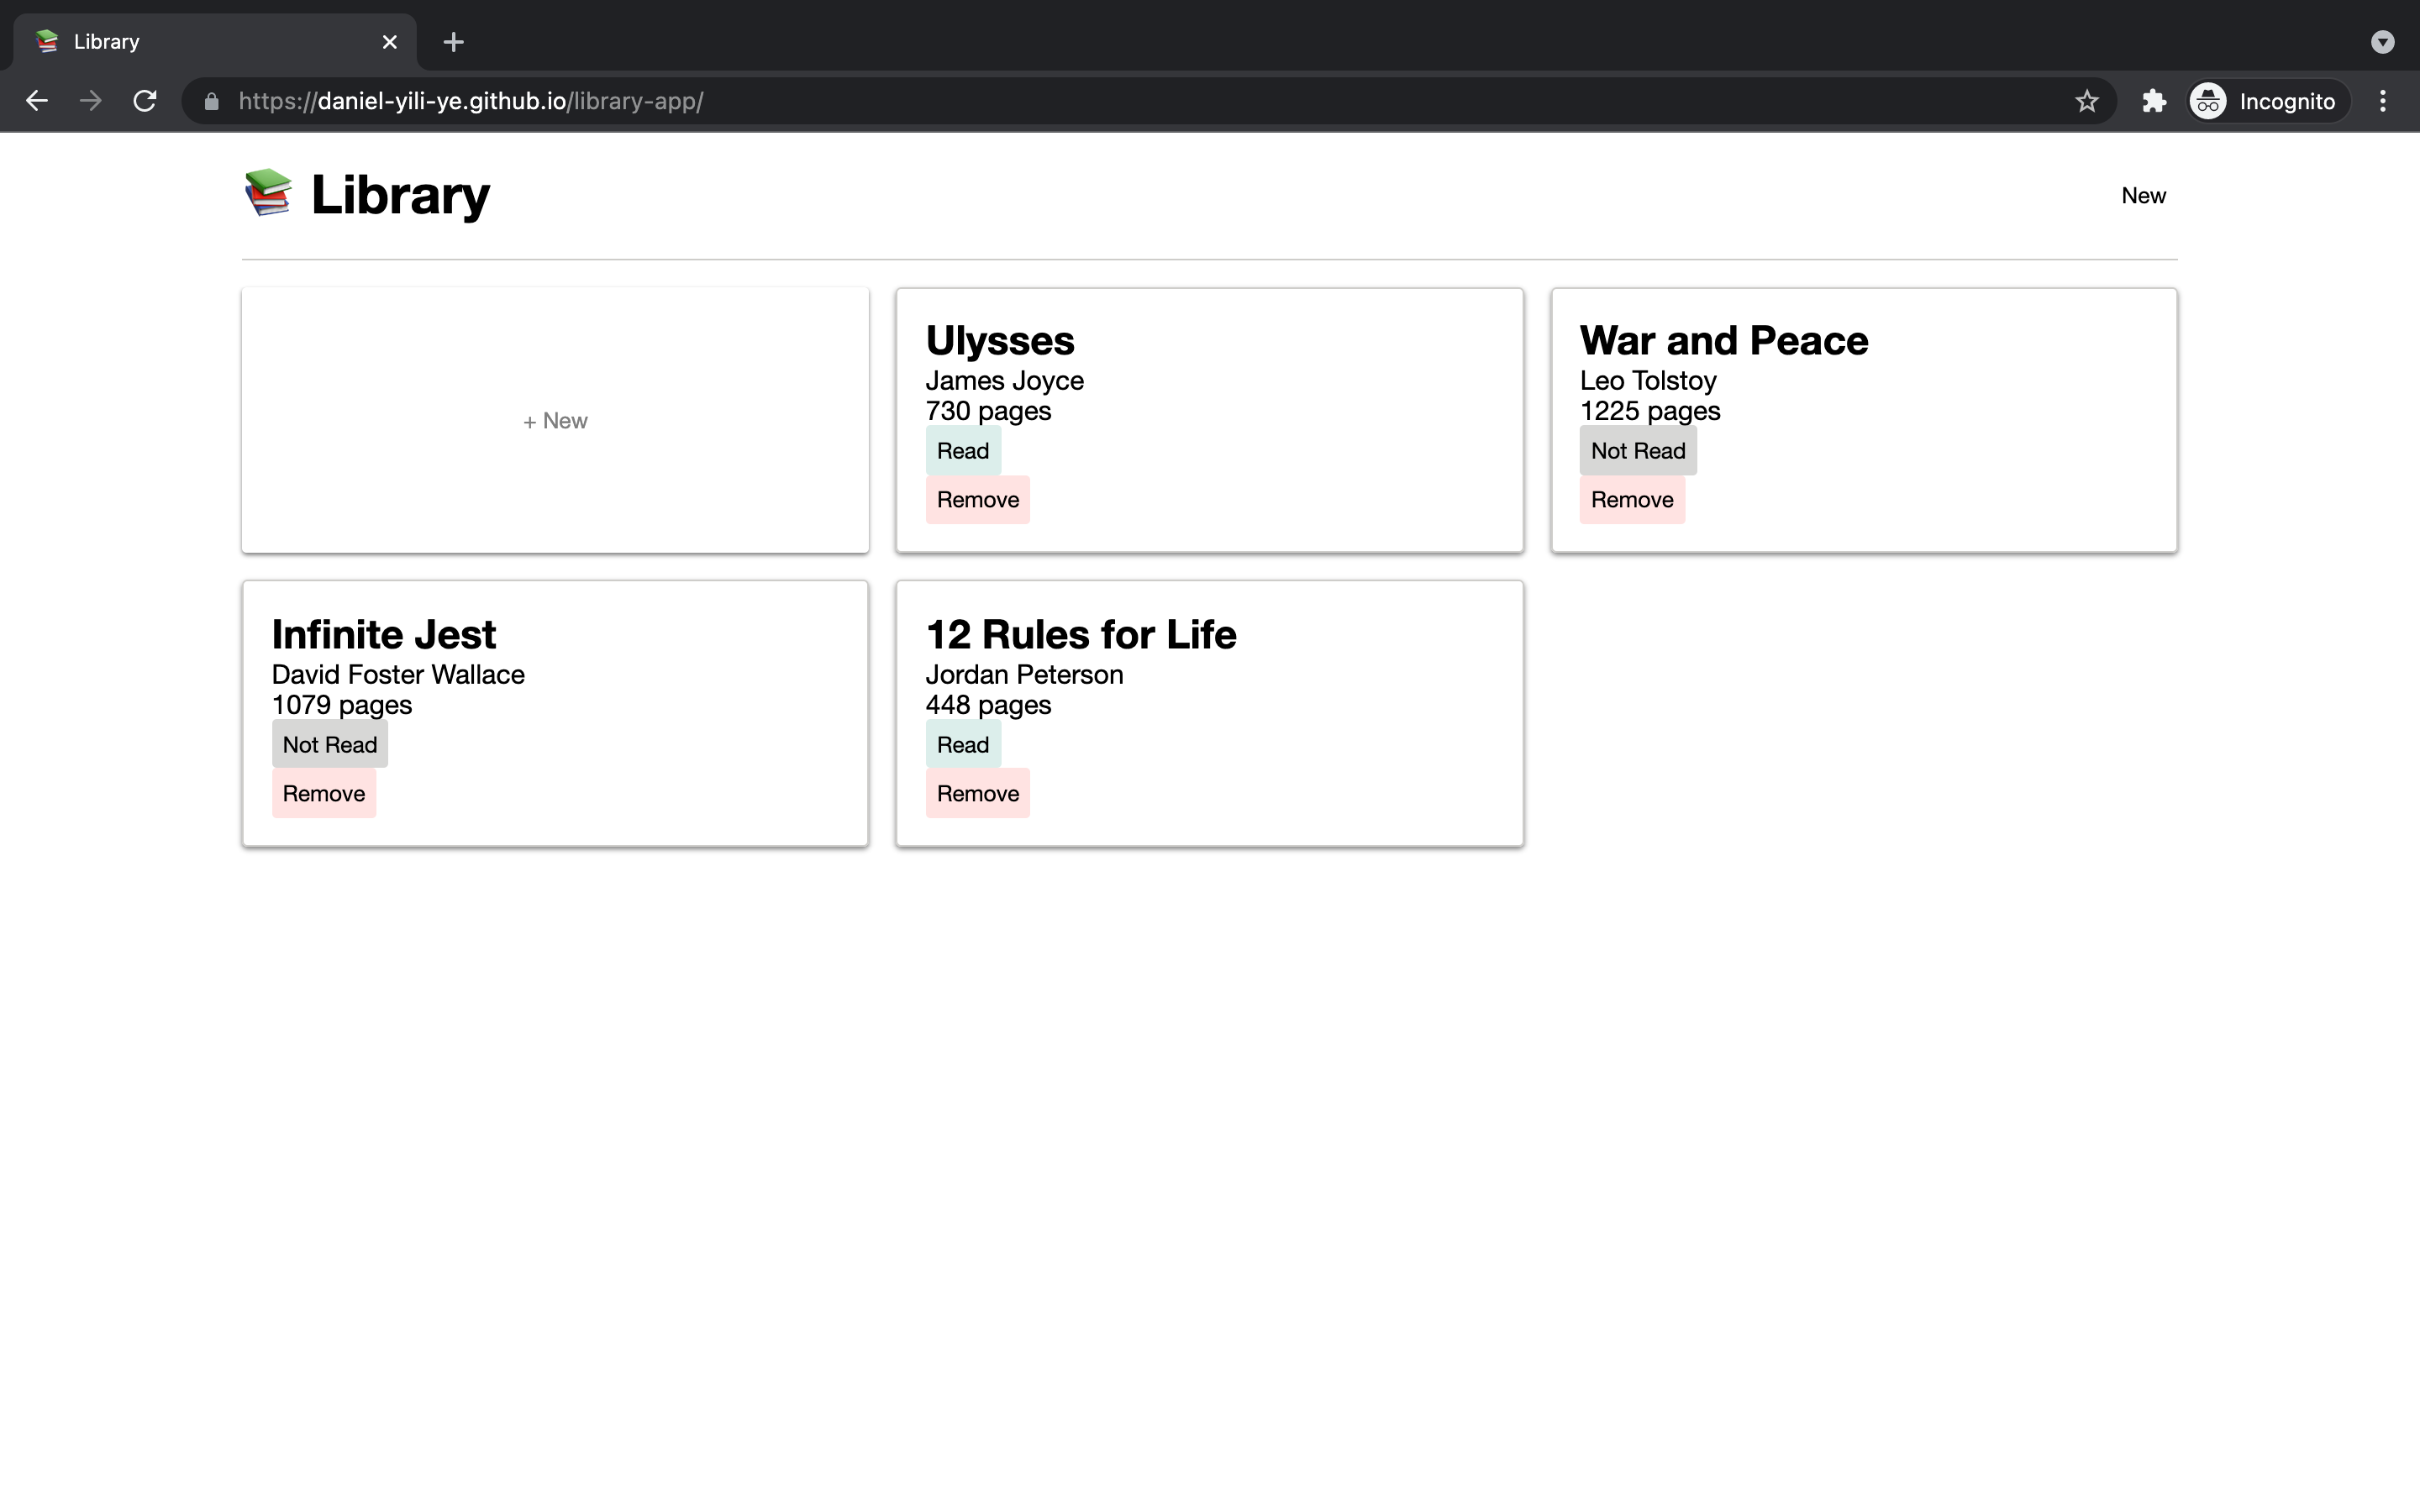 Library
https://daniel-yili-ye.github.io/library-app/
Incognito
Library
New
+ New
Ulysses
James Joyce
730 pages
Read
Remove
War and Peace
Leo Tolstoy
1225 pages
Not Read
Remove
Infinite Jest
David Foster Wallace
1079 pages
Not Read
Remove
12 Rules for Life
Jordan Peterson
448 pages
Read
Remove